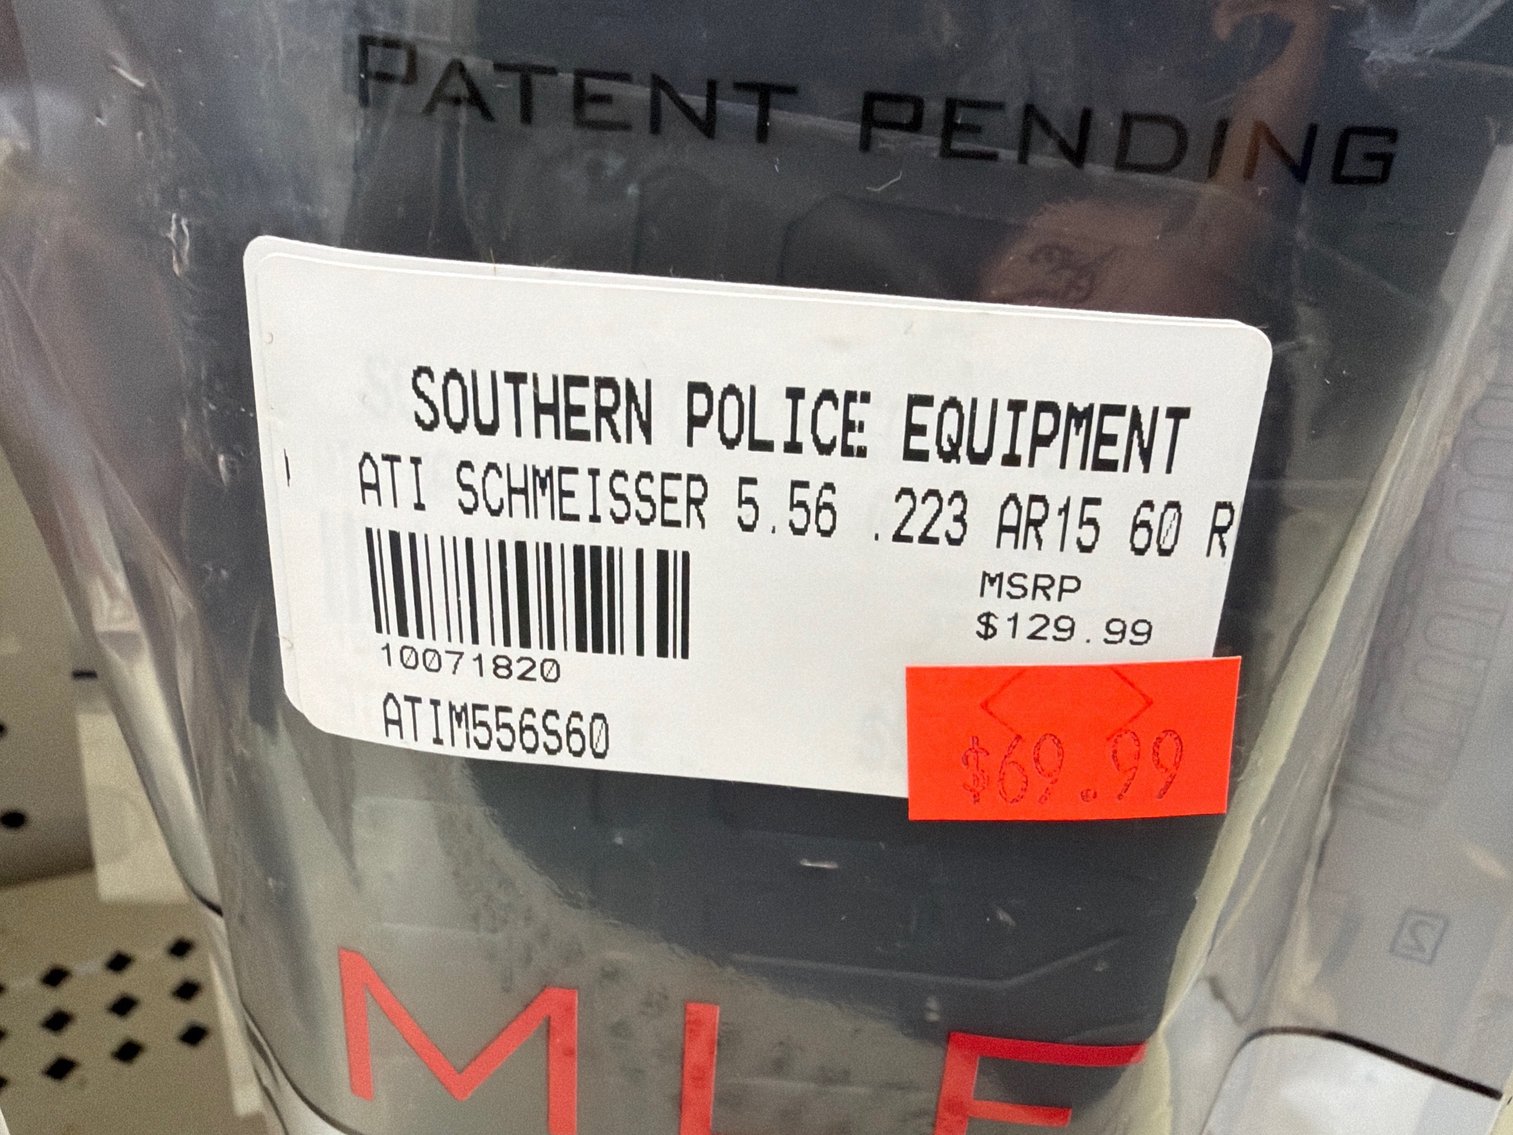 PATENT PENDING
SOUTHERN POLICE EQUIPMENT
ATI SCHMEISSER 5.56 .223 AR15 60 R
MSRP
$129.99
10071820
$69.99
ATIM556S60
2